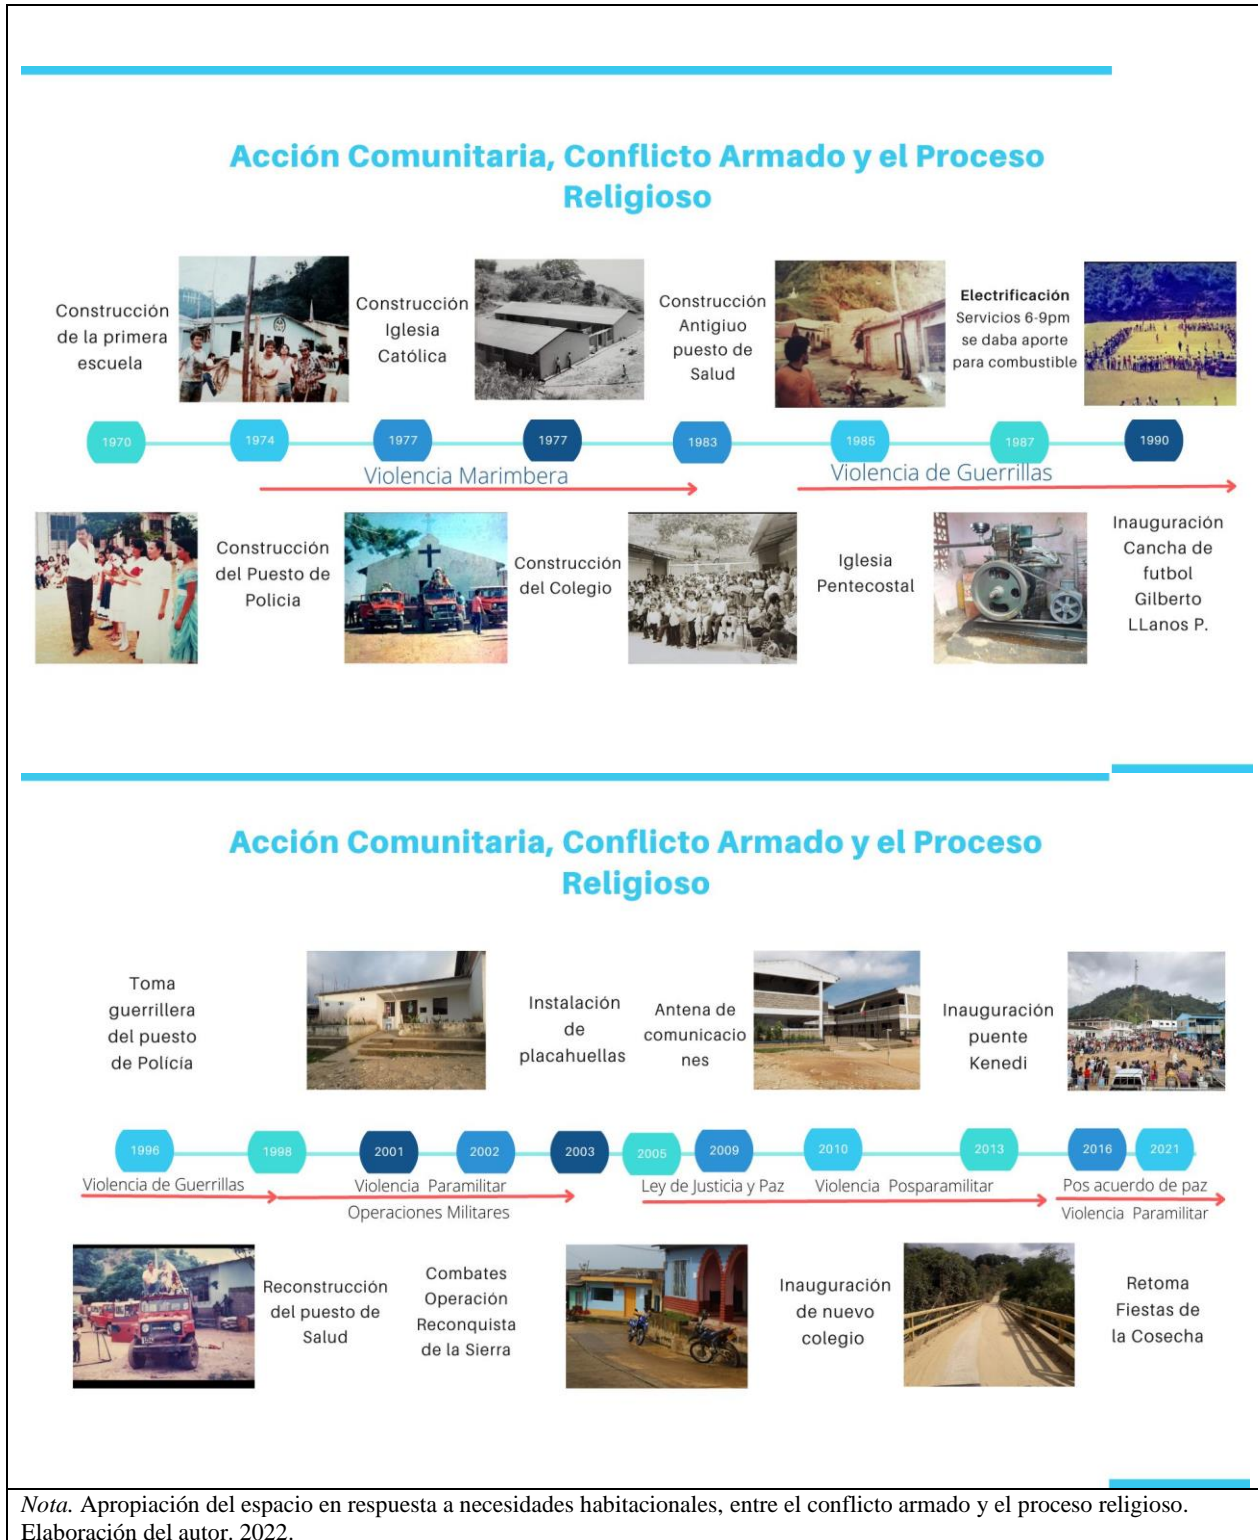 Acción Comunitaria, Conflicto Armado y el Proceso
Religioso
Construcción
de la primera
escuela
Construcción
Iglesia
Católica
Construcción
Antigiuo
puesto de
Salud
Electrificación
Servicios 6-9pm
se daba aporte
para combustible
1970
1974
1977
1977
1983
1985
1987
1990
Violencia Marimbera
Violencia de Guerrillas
Construcción
del Puesto de
Policia
Construcción
del Colegio
Iglesia
Pentecostal
Inauguración
Cancha de
futbol
Gilberto
LLanos P.
Acción Comunitaria, Conflicto Armado y el Proceso
Religioso
Toma
guerrillera
del puesto
de Policía
Instalación
de
placahuellas
Antena de
comunicacio
nes
Inauguración
puente
Kenedi
1996
1998
2001
2002
2003
2005
2009
2010
2013
2016
2021
Violencia de Guerrillas
Violencia Paramilitar
Operaciones Militares
Ley de Justicia y Paz
Violencia Posparamilitar
Pos acuerdo de paz
Violencia Paramilitar
Reconstrucción
del puesto de
Salud
Combates
Operación
Reconquista
de la Sierra
Inauguración
de nuevo
colegio
Retoma
Fiestas de
la Cosecha
Nota. Apropiación del espacio en respuesta a necesidades habitacionales, entre el conflicto armado y el proceso religioso.
Elaboración del autor. 2022.